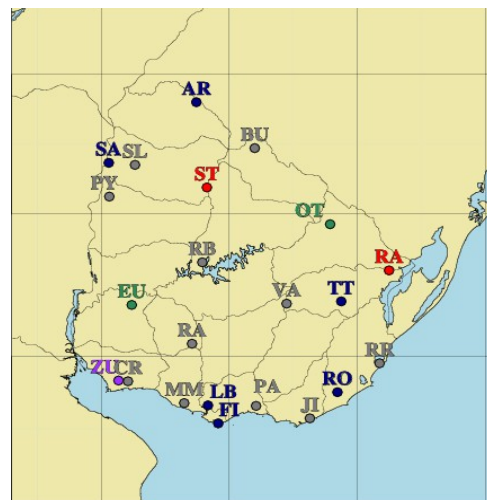 AR
BU
SA SL
ST
PY
OT
RB
RA
EU
VA TT
RA
RR
ZU CR
RO
MM LB PA
FI JI